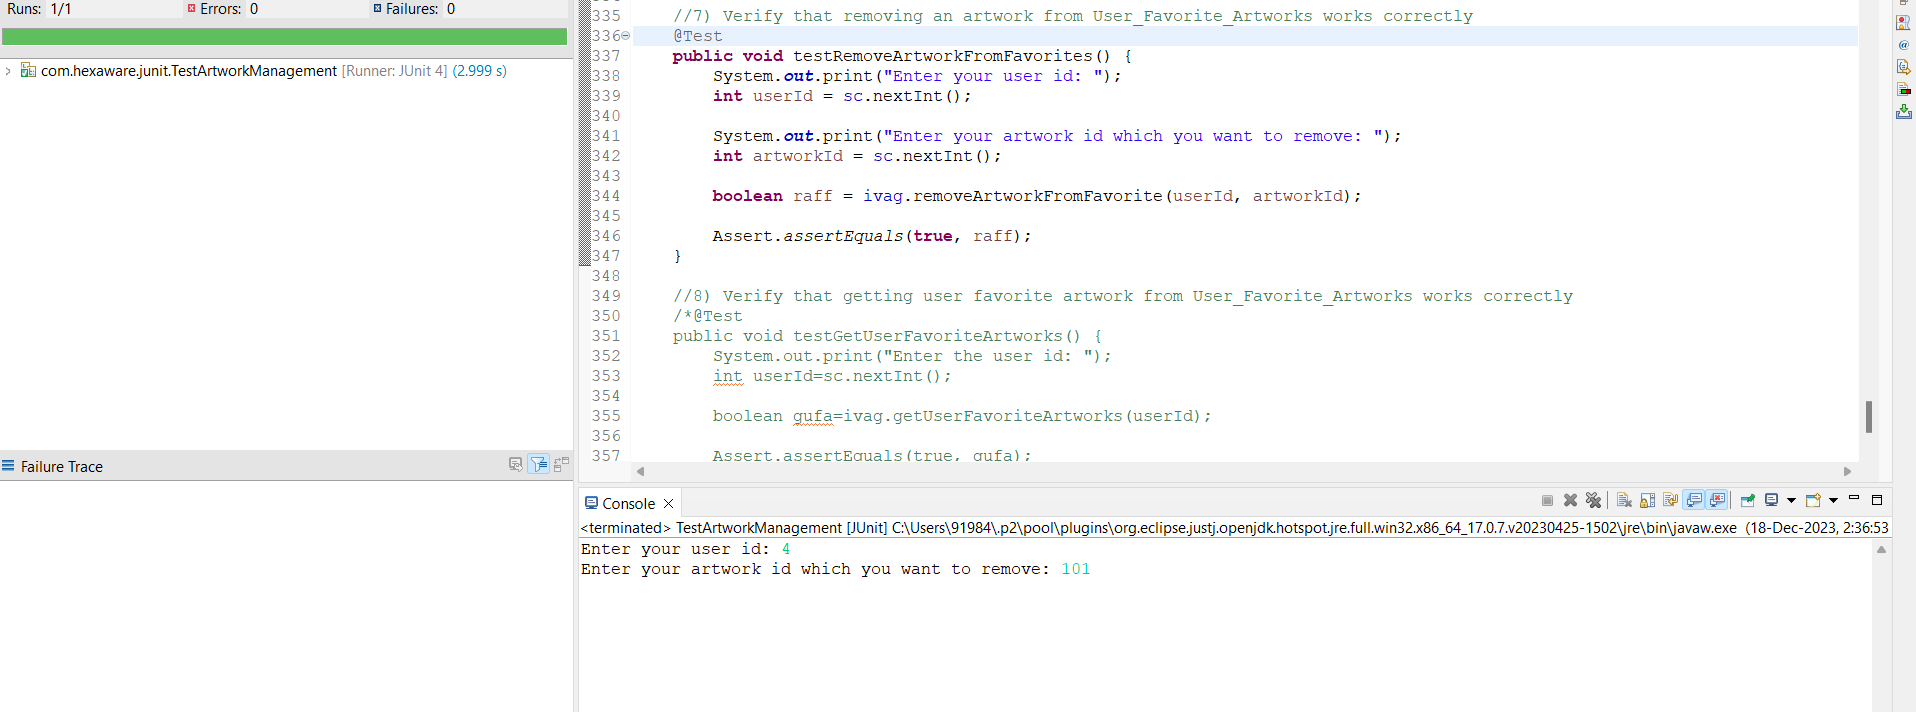 Runs: 1/1 Errors: 0 Failures: 0
com.hexaware.junit.TestArtworkManagement [Runner: JUnit 4] (2.999 s)
Failure Trace
335 //7) Verify that removing an artwork from User_Favorite_Artworks works correctly
336 @Test
337 public void testRemoveArtworkFromFavorites() {
338 System.out.print("Enter your user id: ");
339 int userId = sc.nextInt();
340
341 System.out.print("Enter your artwork id which you want to remove: ");
342 int artworkId = sc.nextInt();
343
344 boolean raff = ivag.removeArtworkFromFavorite(userId, artworkId);
345
346 Assert.assertEquals(true, raff);
347 }
348
349 //8) Verify that getting user favorite artwork from User_Favorite_Artworks works correctly
350 /*@Test
351 public void testGetUserFavoriteArtworks() {
352 System.out.print("Enter the user id: ");
353 int userId=sc.nextInt();
354
355 boolean gufa=ivag.getUserFavoriteArtworks(userId);
356
357 Assert.assertEquals(true, gufa);
Console
<terminated> TestArtworkManagement [JUnit] C:\Users\91984\.p2\pool\plugins\org.eclipse.justj.openjdk.hotspot.jre.full.win32.x86_64_17.0.7.v20230425-1502\jre\bin\javaw.exe (18-Dec-2023, 2:36:53
Enter your user id: 4
Enter your artwork id which you want to remove: 101